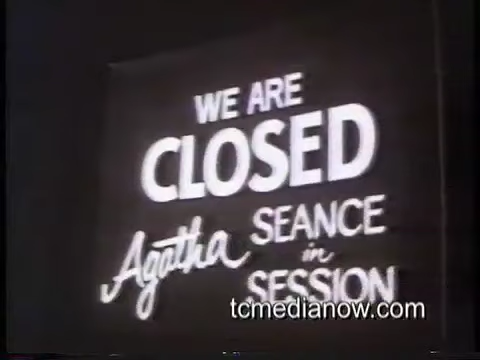 WE ARE
CLOSED
Agatha SEANCE
in
SESSION
tcmedianow.com